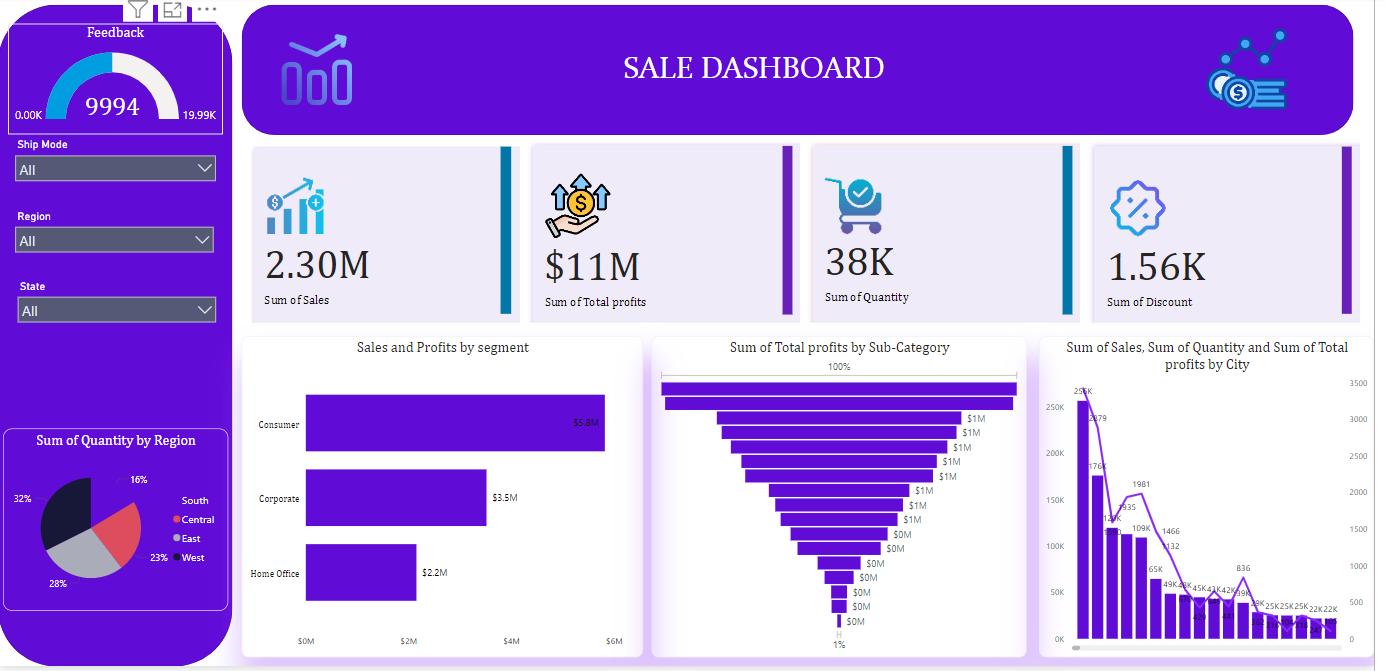 Feedback
9994
0.00K
19.99K
Ship Mode
All
Region
All
State
All
Sum of Quantity by Region
16%
32%
23%
28%
South
Central
East
West
SALE DASHBOARD
2.30M
Sum of Sales
$11M
Sum of Total profits
38K
Sum of Quantity
1.56K
Sum of Discount
Sales and Profits by segment
Consumer
$5.8M
Corporate
$3.5M
Home Office
$2.2M
$0M
$2M
$4M
$6M
Sum of Total profits by Sub-Category
100%
$1M
$1M
$1M
$1M
$1M
$1M
$1M
$1M
$0M
$0M
$0M
$0M
$0M
$0M
$0M
1%
Sum of Sales, Sum of Quantity and Sum of Total
profits by City
250K
200K
150K
100K
50K
0K
3500
3000
2500
2000
1500
1000
500
0
256K
2879
176K
1981
1935
109K
1466
1132
65K
49K
45K
43K
42K
39K
836
25K
25K
25K
22K
22K